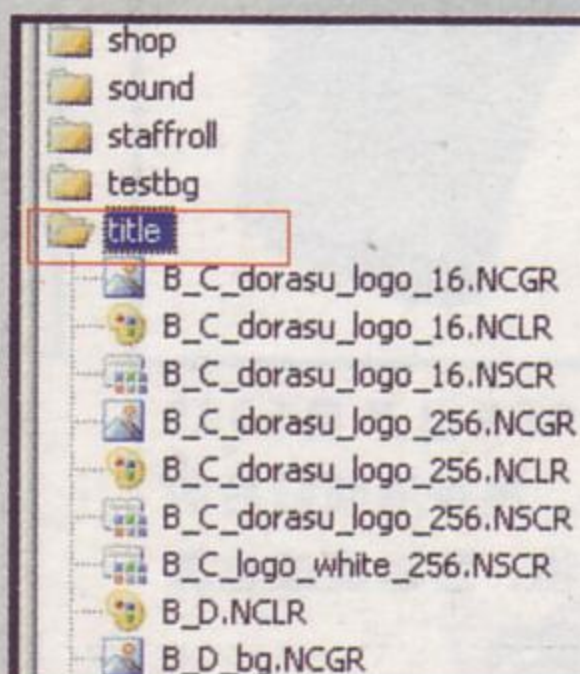 shop
sound
staffroll
testbg
title
B_C_dorasu_logo_16.NCGR
B_C_dorasu_logo_16.NCLR
B_C_dorasu_logo_16.NSCR
B_C_dorasu_logo_256.NCGR
B_C_dorasu_logo_256.NCLR
B_C_dorasu_logo_256.NSCR
B_C_logo_white_256.NSCR
B_D.NCLR
B_D_bg.NCGR